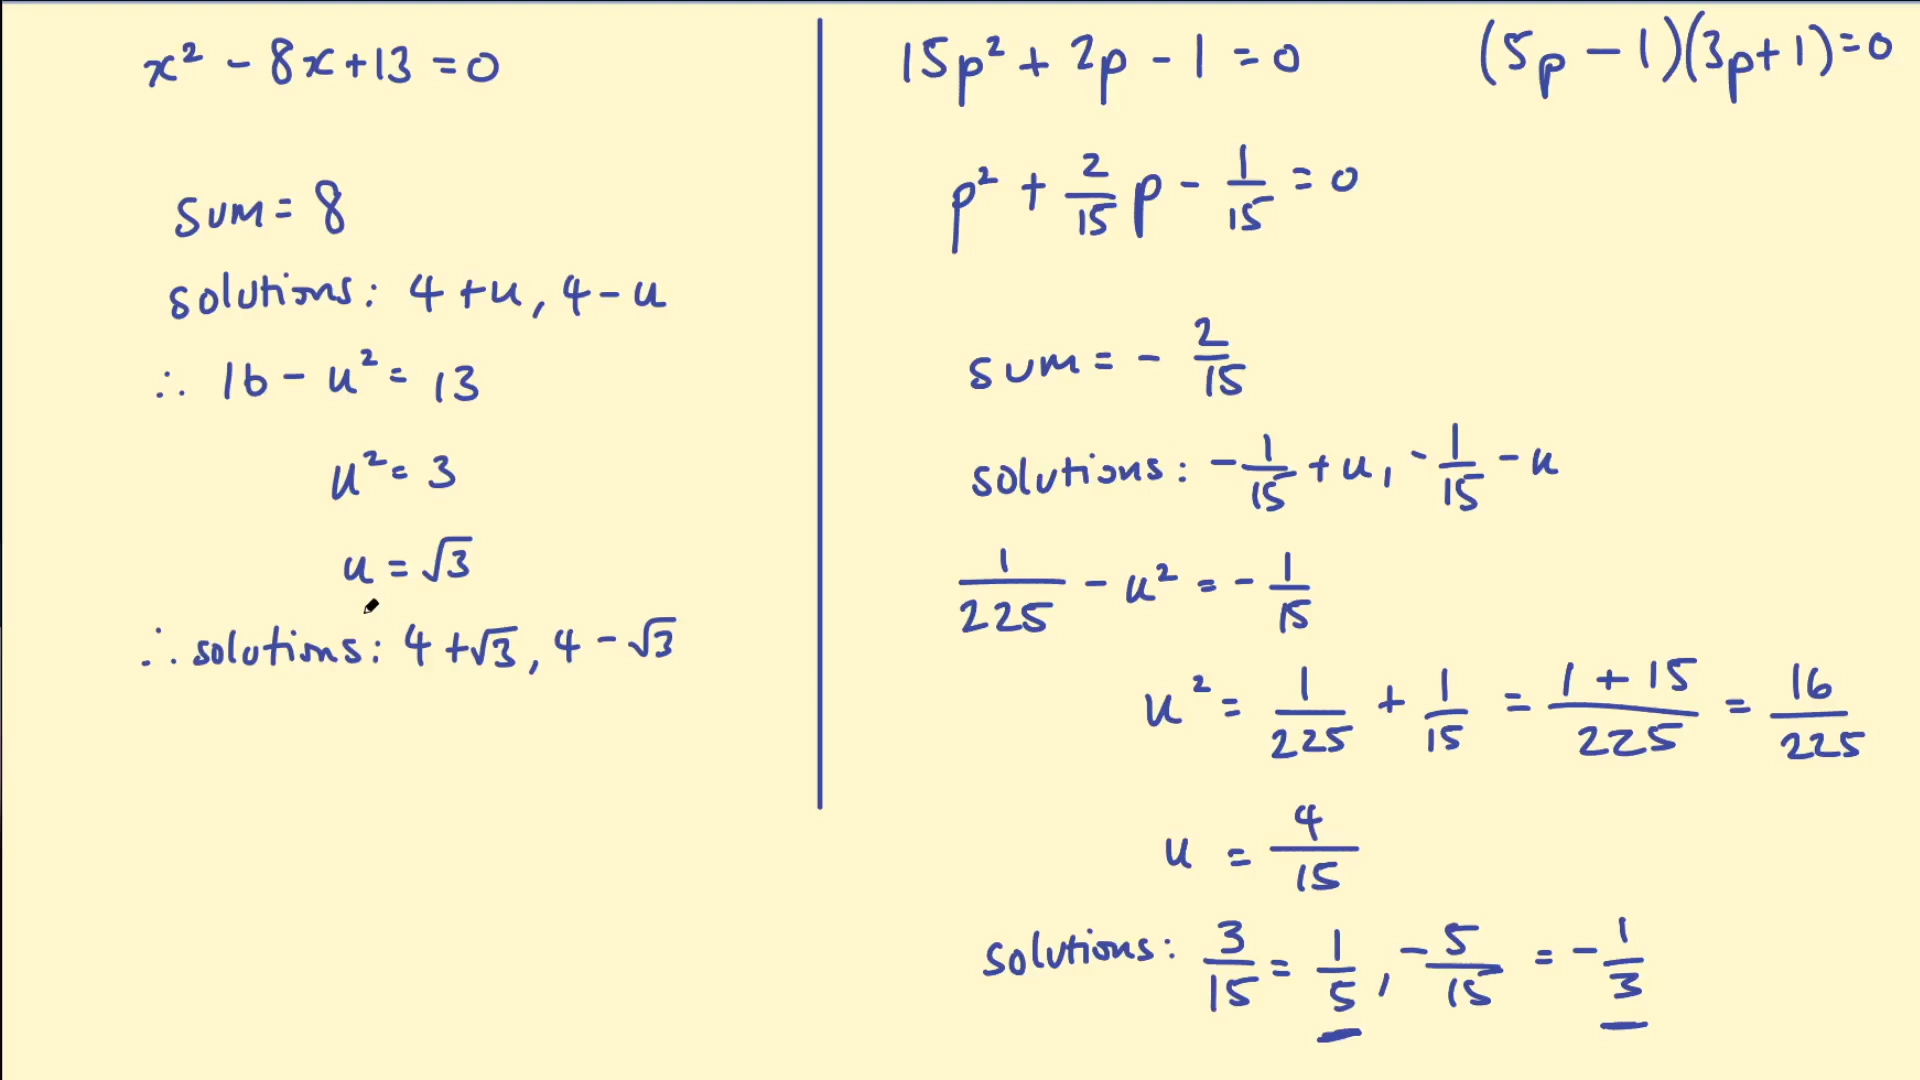 x² - 8x+13 = 0
sum = 8
solutions: 4 + u, 4 - u
∴ 16 - u² = 13
u² = 3
u = √3
∴ solutions: 4 + √3, 4 - √3
15p² + 2p - 1 = 0
(5p - 1)(3p+1)=0
p² + 2/15 p - 1/15 = 0
sum = - 2/15
solutions: - 1/15 + u, - 1/15 - u
1/225 - u² = - 1/15
u² = 1/225 + 1/15 = (1 + 15)/225 = 16/225
u = 4/15
solutions: 3/15 = 1/5, - 5/15 = - 1/3